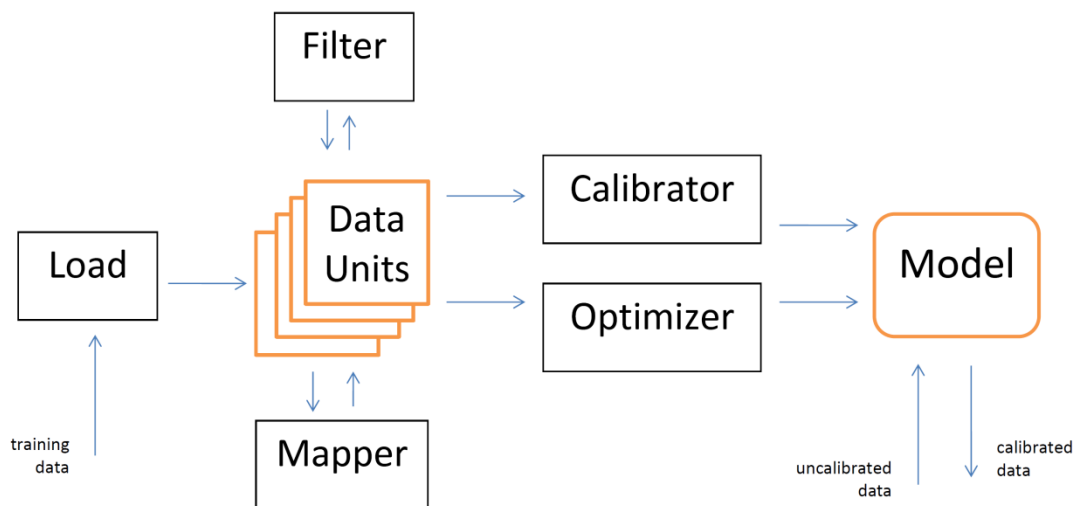 Filter
Data
Units
Calibrator
Load
Model
Optimizer
training
data
Mapper
uncalibrated
data
calibrated
data